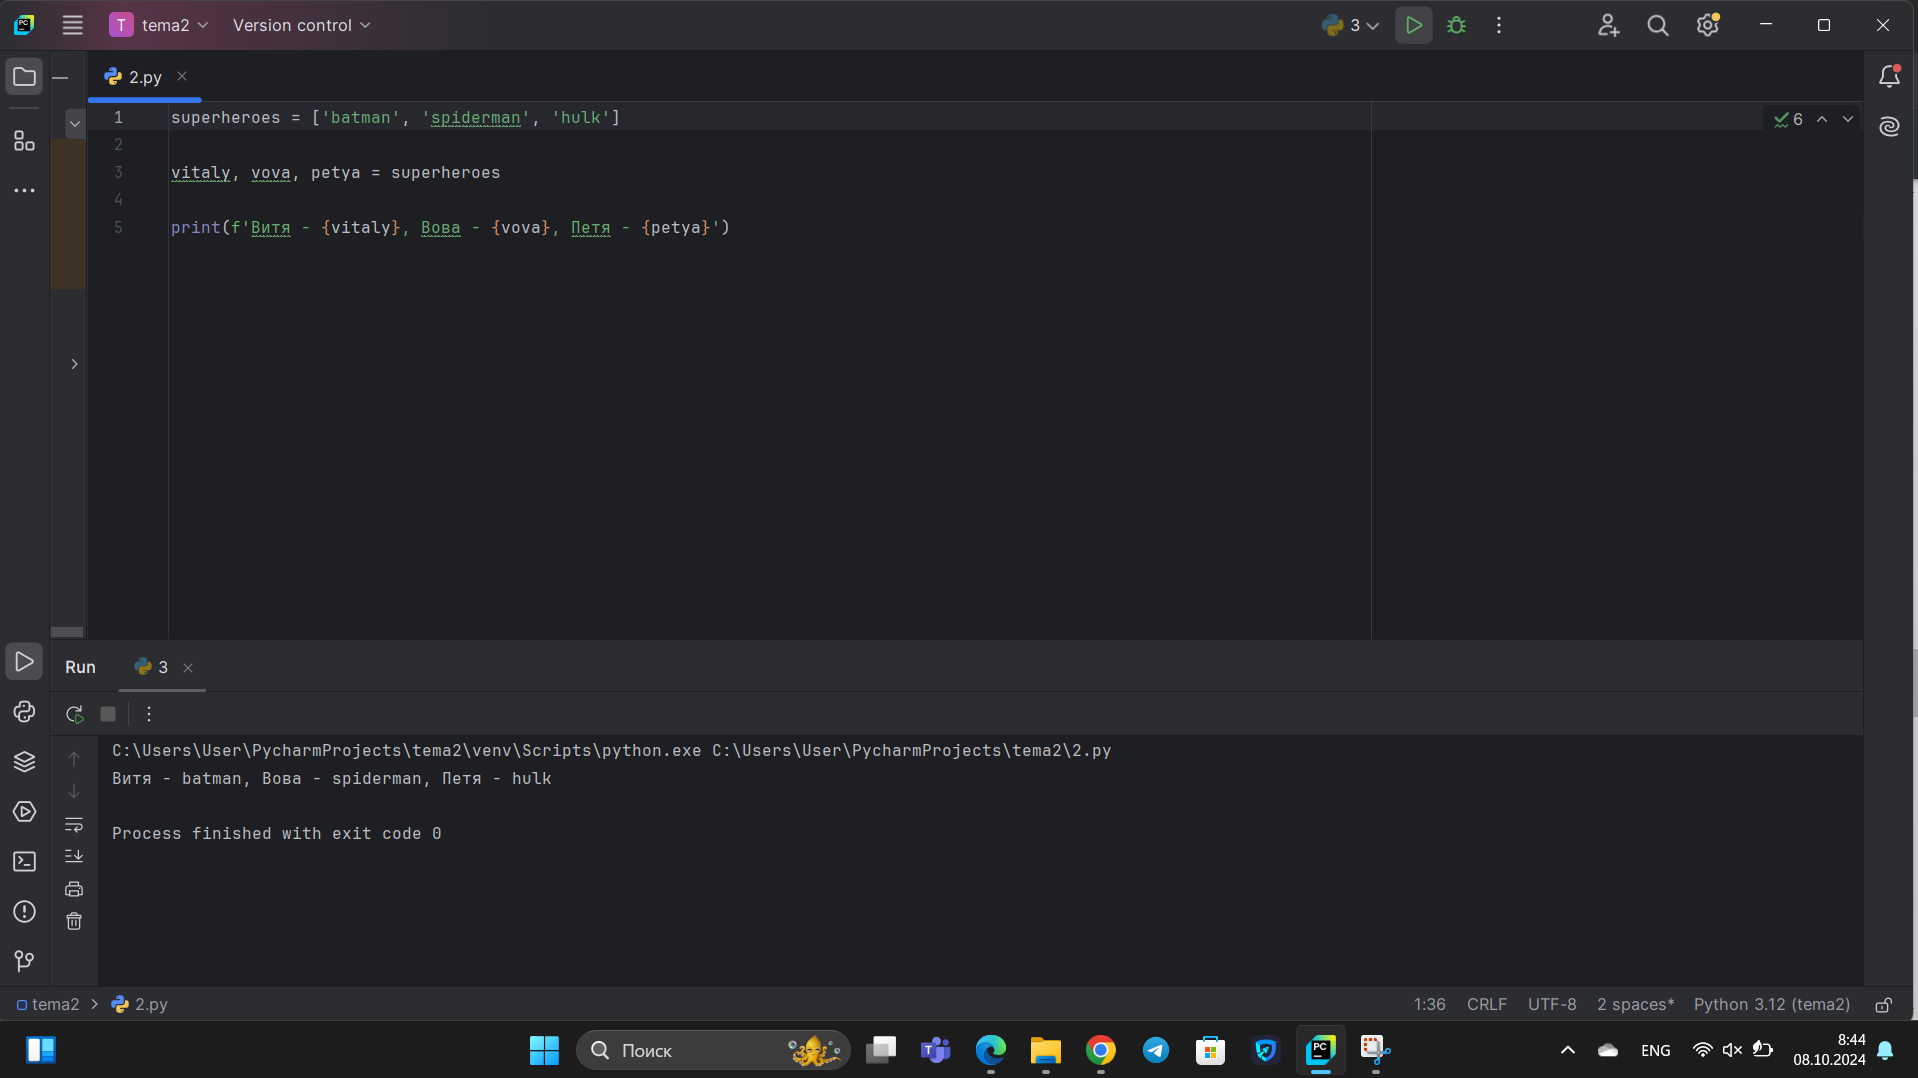 PC T tema2 Version control 3
2.py
1 superheroes = ['batman', 'spiderman', 'hulk'] 6
2
3 vitaly, vova, petya = superheroes
4
5 print(f'Витя - {vitaly}, Вова - {vova}, Петя - {petya}')
Run 3
C:\Users\User\PycharmProjects\tema2\venv\Scripts\python.exe C:\Users\User\PycharmProjects\tema2\2.py
Витя - batman, Вова - spiderman, Петя - hulk
Process finished with exit code 0
tema2 2.py 1:36 CRLF UTF-8 2 spaces* Python 3.12 (tema2)
Поиск T PC ENG 8:44
08.10.2024